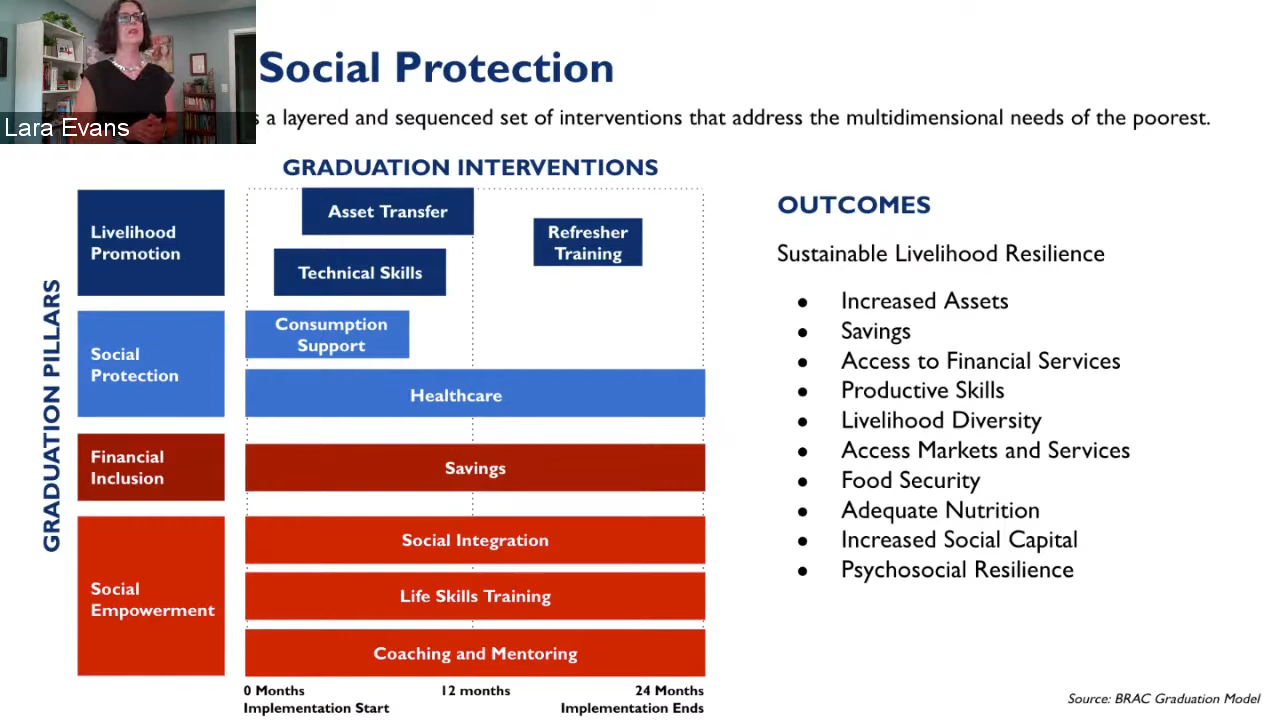 Lara Evans
Social Protection
s a layered and sequenced set of interventions that address the multidimensional needs of the poorest.
GRADUATION INTERVENTIONS
GRADUATION PILLARS
Livelihood
Promotion
Asset Transfer
Refresher
Training
Technical Skills
Social
Protection
Consumption
Support
Healthcare
Financial
Inclusion
Savings
Social
Empowerment
Social Integration
Life Skills Training
Coaching and Mentoring
0 Months
Implementation Start
12 months
24 Months
Implementation Ends
OUTCOMES
Sustainable Livelihood Resilience
● Increased Assets
● Savings
● Access to Financial Services
● Productive Skills
● Livelihood Diversity
● Access Markets and Services
● Food Security
● Adequate Nutrition
● Increased Social Capital
● Psychosocial Resilience
Source: BRAC Graduation Model